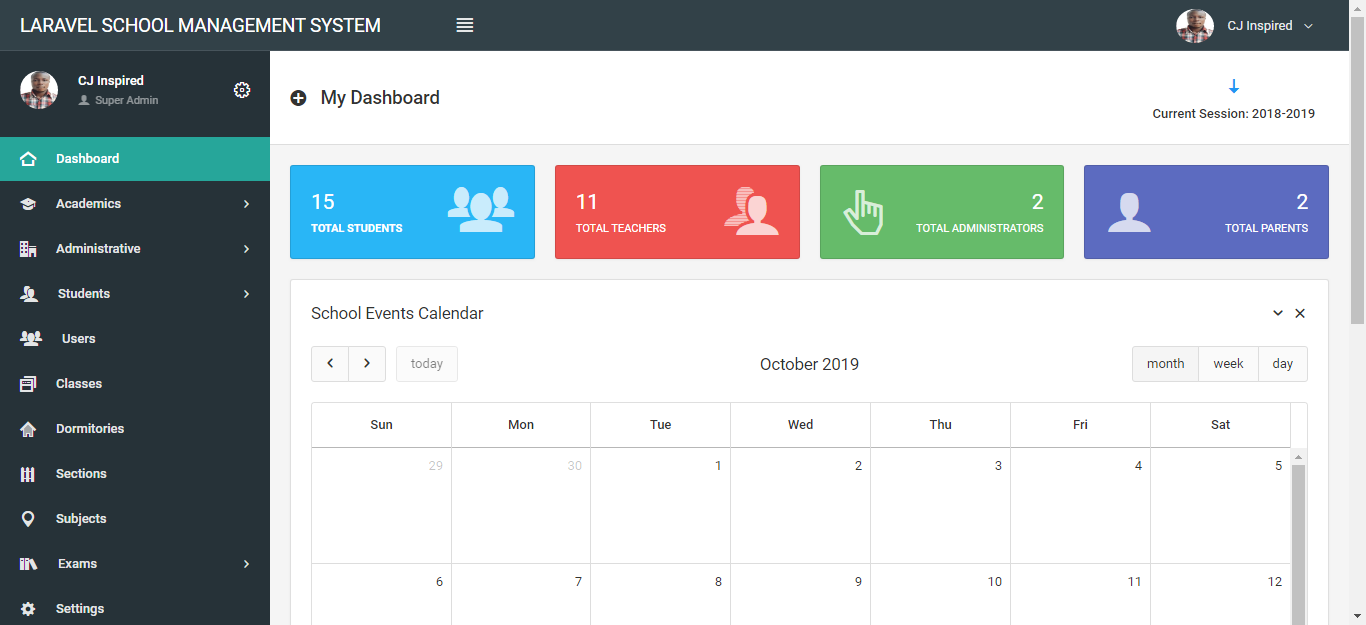 LARAVEL SCHOOL MANAGEMENT SYSTEM
CJ Inspired
CJ Inspired
Super Admin
Dashboard
Academics
Administrative
Students
Users
Classes
Dormitories
Sections
Subjects
Exams
Settings
My Dashboard
Current Session: 2018-2019
15
TOTAL STUDENTS
11
TOTAL TEACHERS
2
TOTAL ADMINISTRATORS
2
TOTAL PARENTS
School Events Calendar
today
October 2019
month week day
Sun Mon Tue Wed Thu Fri Sat
29 30 1 2 3 4 5
6 7 8 9 10 11 12